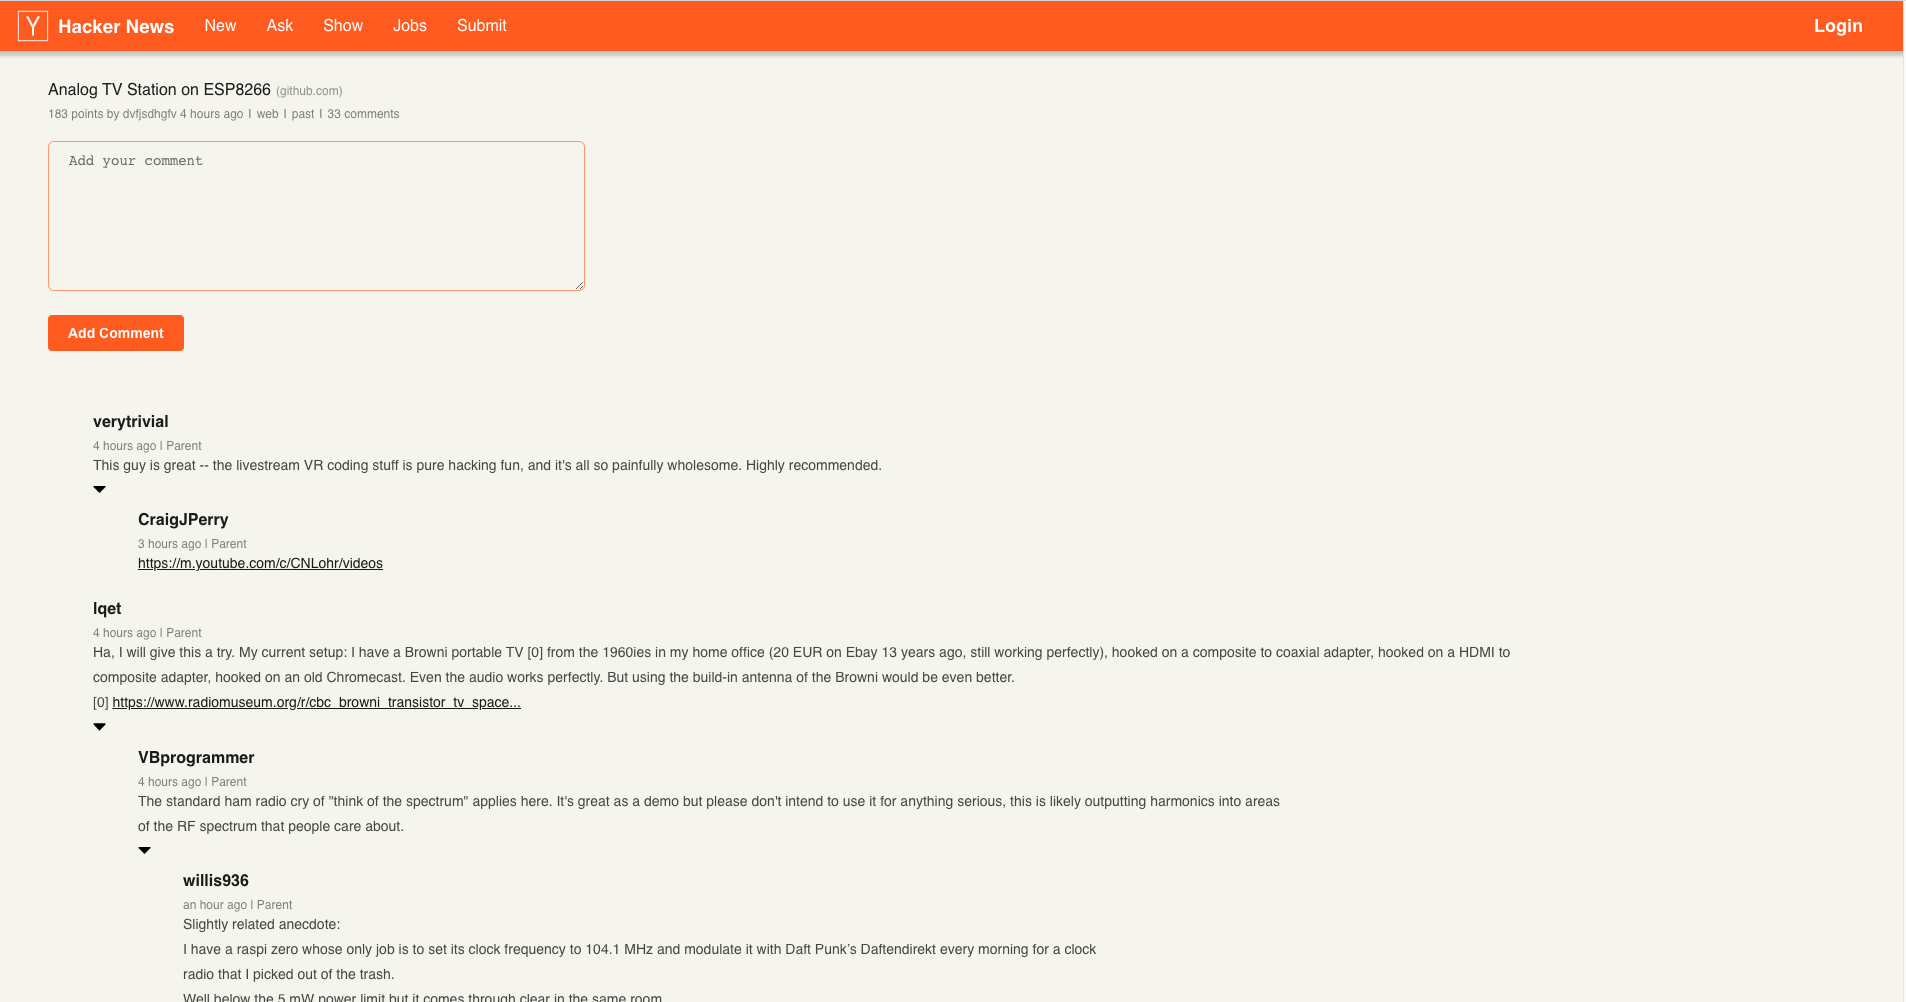 Y Hacker News New Ask Show Jobs Submit Login
Analog TV Station on ESP8266 (github.com)
183 points by dvfjsdhgfv 4 hours ago | web | past | 33 comments
Add your comment
Add Comment
verytrivial
4 hours ago | Parent
This guy is great -- the livestream VR coding stuff is pure hacking fun, and it's all so painfully wholesome. Highly recommended.
CraigJPerry
3 hours ago | Parent
https://m.youtube.com/c/CNLohr/videos
lqet
4 hours ago | Parent
Ha, I will give this a try. My current setup: I have a Browni portable TV [0] from the 1960ies in my home office (20 EUR on Ebay 13 years ago, still working perfectly), hooked on a composite to coaxial adapter, hooked on a HDMI to
composite adapter, hooked on an old Chromecast. Even the audio works perfectly. But using the build-in antenna of the Browni would be even better.
[0] https://www.radiomuseum.org/r/cbc_browni_transistor_tv_space...
VBprogrammer
4 hours ago | Parent
The standard ham radio cry of "think of the spectrum" applies here. It's great as a demo but please don't intend to use it for anything serious, this is likely outputting harmonics into areas
of the RF spectrum that people care about.
willis936
an hour ago | Parent
Slightly related anecdote:
I have a raspi zero whose only job is to set its clock frequency to 104.1 MHz and modulate it with Daft Punk’s Daftendirekt every morning for a clock
radio that I picked out of the trash.
Well below the 5 mW power limit but it comes through clear in the same room.